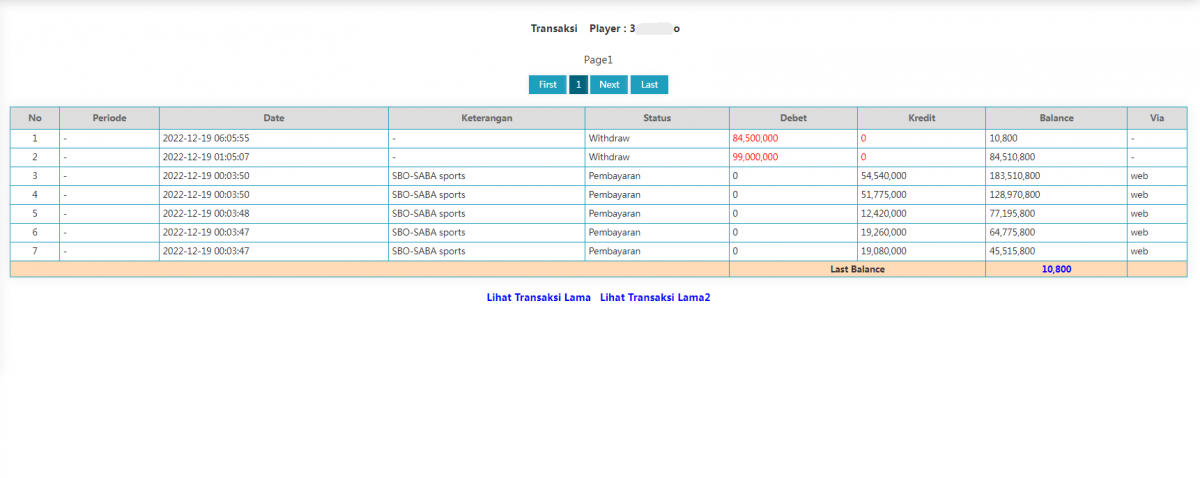 Transaksi Player : 3 o
Page1
First 1 Next Last
No Periode Date Keterangan Status Debet Kredit Balance Via
1 - 2022-12-19 06:05:55 - Withdraw 84,500,000 0 10,800 -
2 - 2022-12-19 01:05:07 - Withdraw 99,000,000 0 84,510,800 -
3 - 2022-12-19 00:03:50 SBO-SABA sports Pembayaran 0 54,540,000 183,510,800 web
4 - 2022-12-19 00:03:50 SBO-SABA sports Pembayaran 0 51,775,000 128,970,800 web
5 - 2022-12-19 00:03:48 SBO-SABA sports Pembayaran 0 12,420,000 77,195,800 web
6 - 2022-12-19 00:03:47 SBO-SABA sports Pembayaran 0 19,260,000 64,775,800 web
7 - 2022-12-19 00:03:47 SBO-SABA sports Pembayaran 0 19,080,000 45,515,800 web
Last Balance 10,800
Lihat Transaksi Lama Lihat Transaksi Lama2